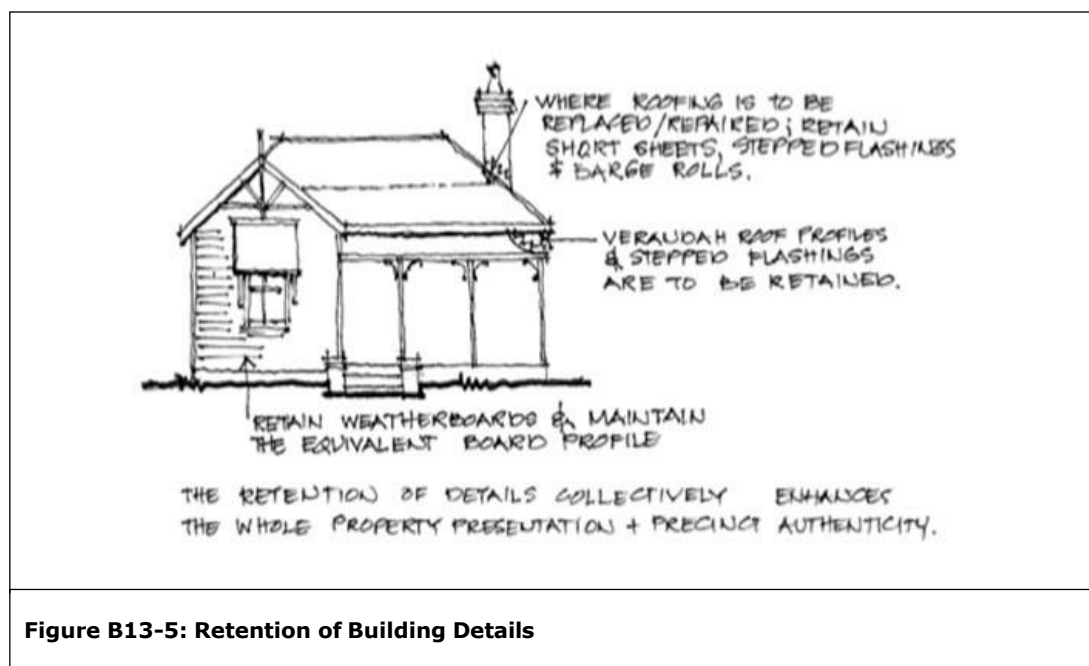 WHERE ROOFING IS TO BE
REPLACED/REPAIRED; RETAIN
SHORT SHEETS, STEPPED FLASHINGS
& BARGE ROLLS.
VERANDAH ROOF PROFILES
& STEPPED FLASHINGS
ARE TO BE RETAINED.
RETAIN WEATHERBOARDS & MAINTAIN
THE EQUIVALENT BOARD PROFILE
THE RETENTION OF DETAILS COLLECTIVELY ENHANCES
THE WHOLE PROPERTY PRESENTATION + PRECINCT AUTHENTICITY.
Figure B13-5: Retention of Building Details